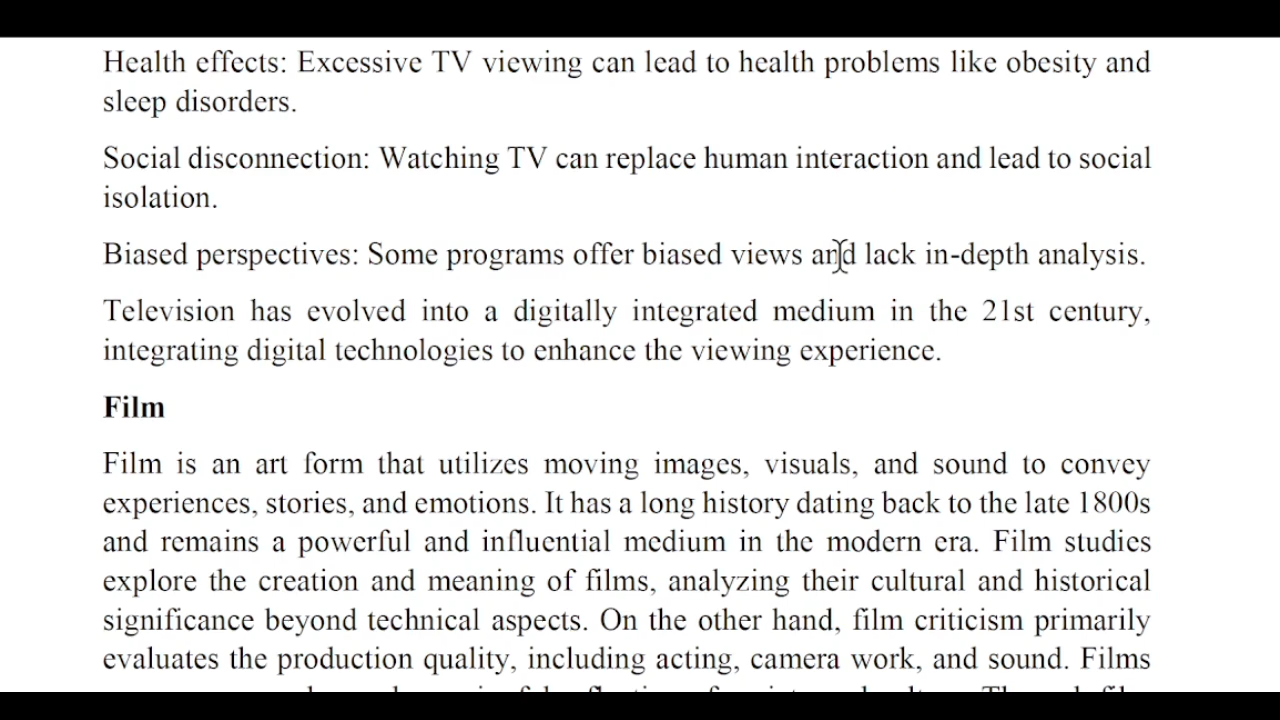 Health effects: Excessive TV viewing can lead to health problems like obesity and
sleep disorders.
Social disconnection: Watching TV can replace human interaction and lead to social
isolation.
Biased perspectives: Some programs offer biased views and lack in-depth analysis.
Television has evolved into a digitally integrated medium in the 21st century,
integrating digital technologies to enhance the viewing experience.
Film
Film is an art form that utilizes moving images, visuals, and sound to convey
experiences, stories, and emotions. It has a long history dating back to the late 1800s
and remains a powerful and influential medium in the modern era. Film studies
explore the creation and meaning of films, analyzing their cultural and historical
significance beyond technical aspects. On the other hand, film criticism primarily
evaluates the production quality, including acting, camera work, and sound. Films